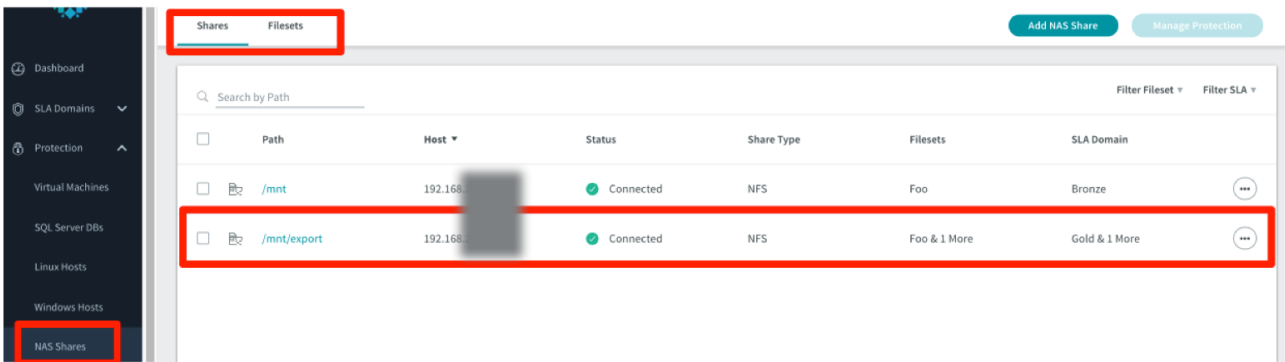 Shares Filesets
Add NAS Share Manage Protection
Dashboard
SLA Domains
Protection
Virtual Machines
SQL Server DBs
Linux Hosts
Windows Hosts
NAS Shares
Search by Path
Filter Fileset Filter SLA
Path Host Status Share Type Filesets SLA Domain
/mnt 192.168. Connected NFS Foo Bronze
/mnt/export 192.168. Connected NFS Foo & 1 More Gold & 1 More